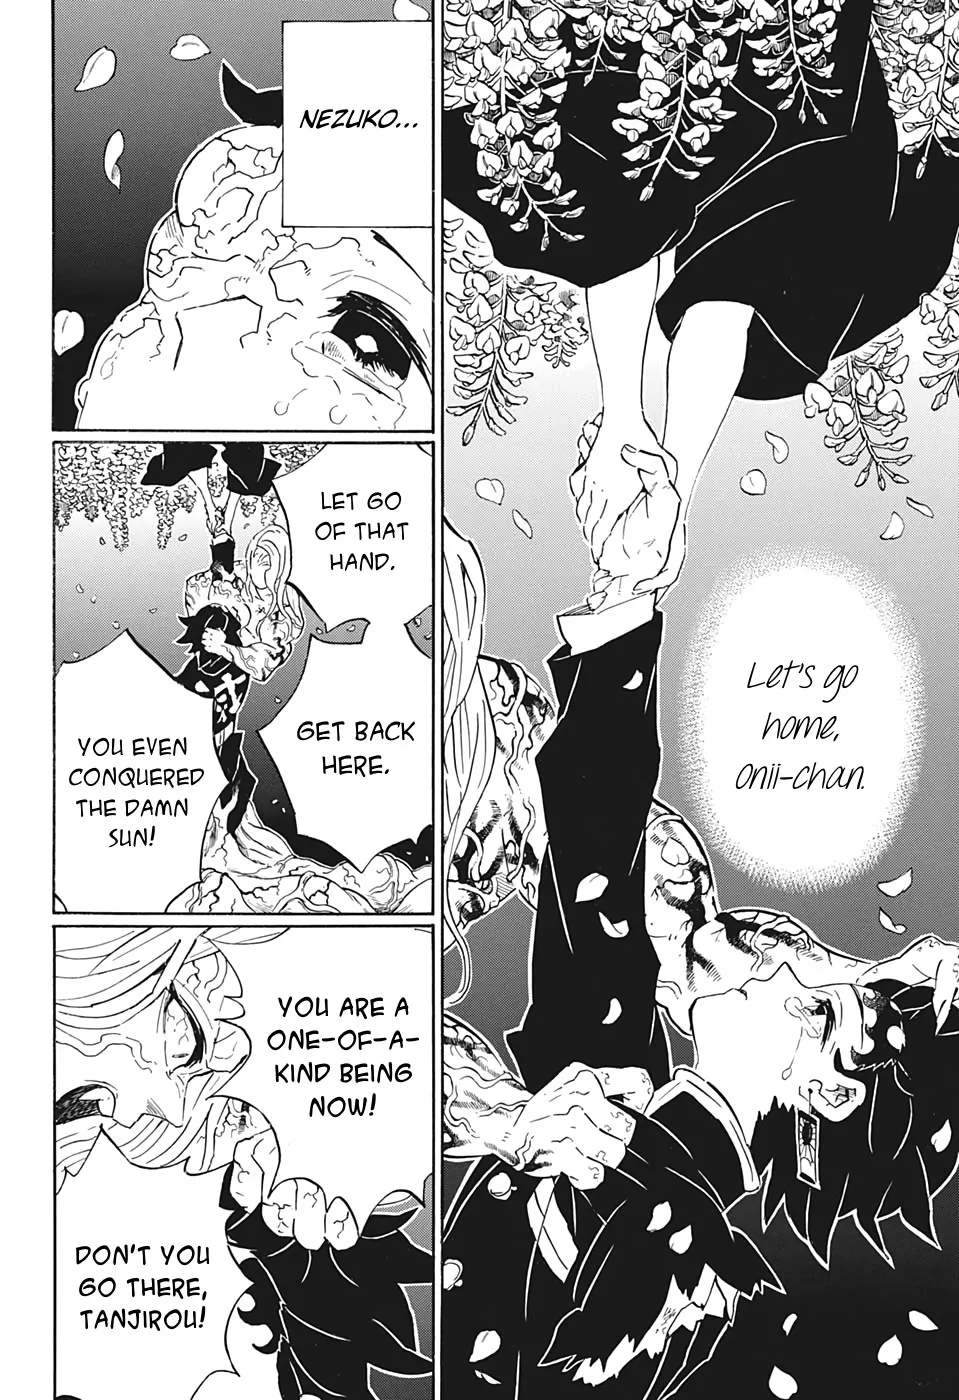 Let's go
home,
Onii-chan.
NEZUKO...
LET GO
OF THAT
HAND.
GET BACK
HERE.
YOU EVEN
CONQUERED
THE DAMN
SUN!
YOU ARE A
ONE-OF-A-
KIND BEING
NOW!
DON'T YOU
GO THERE,
TANJIROU!